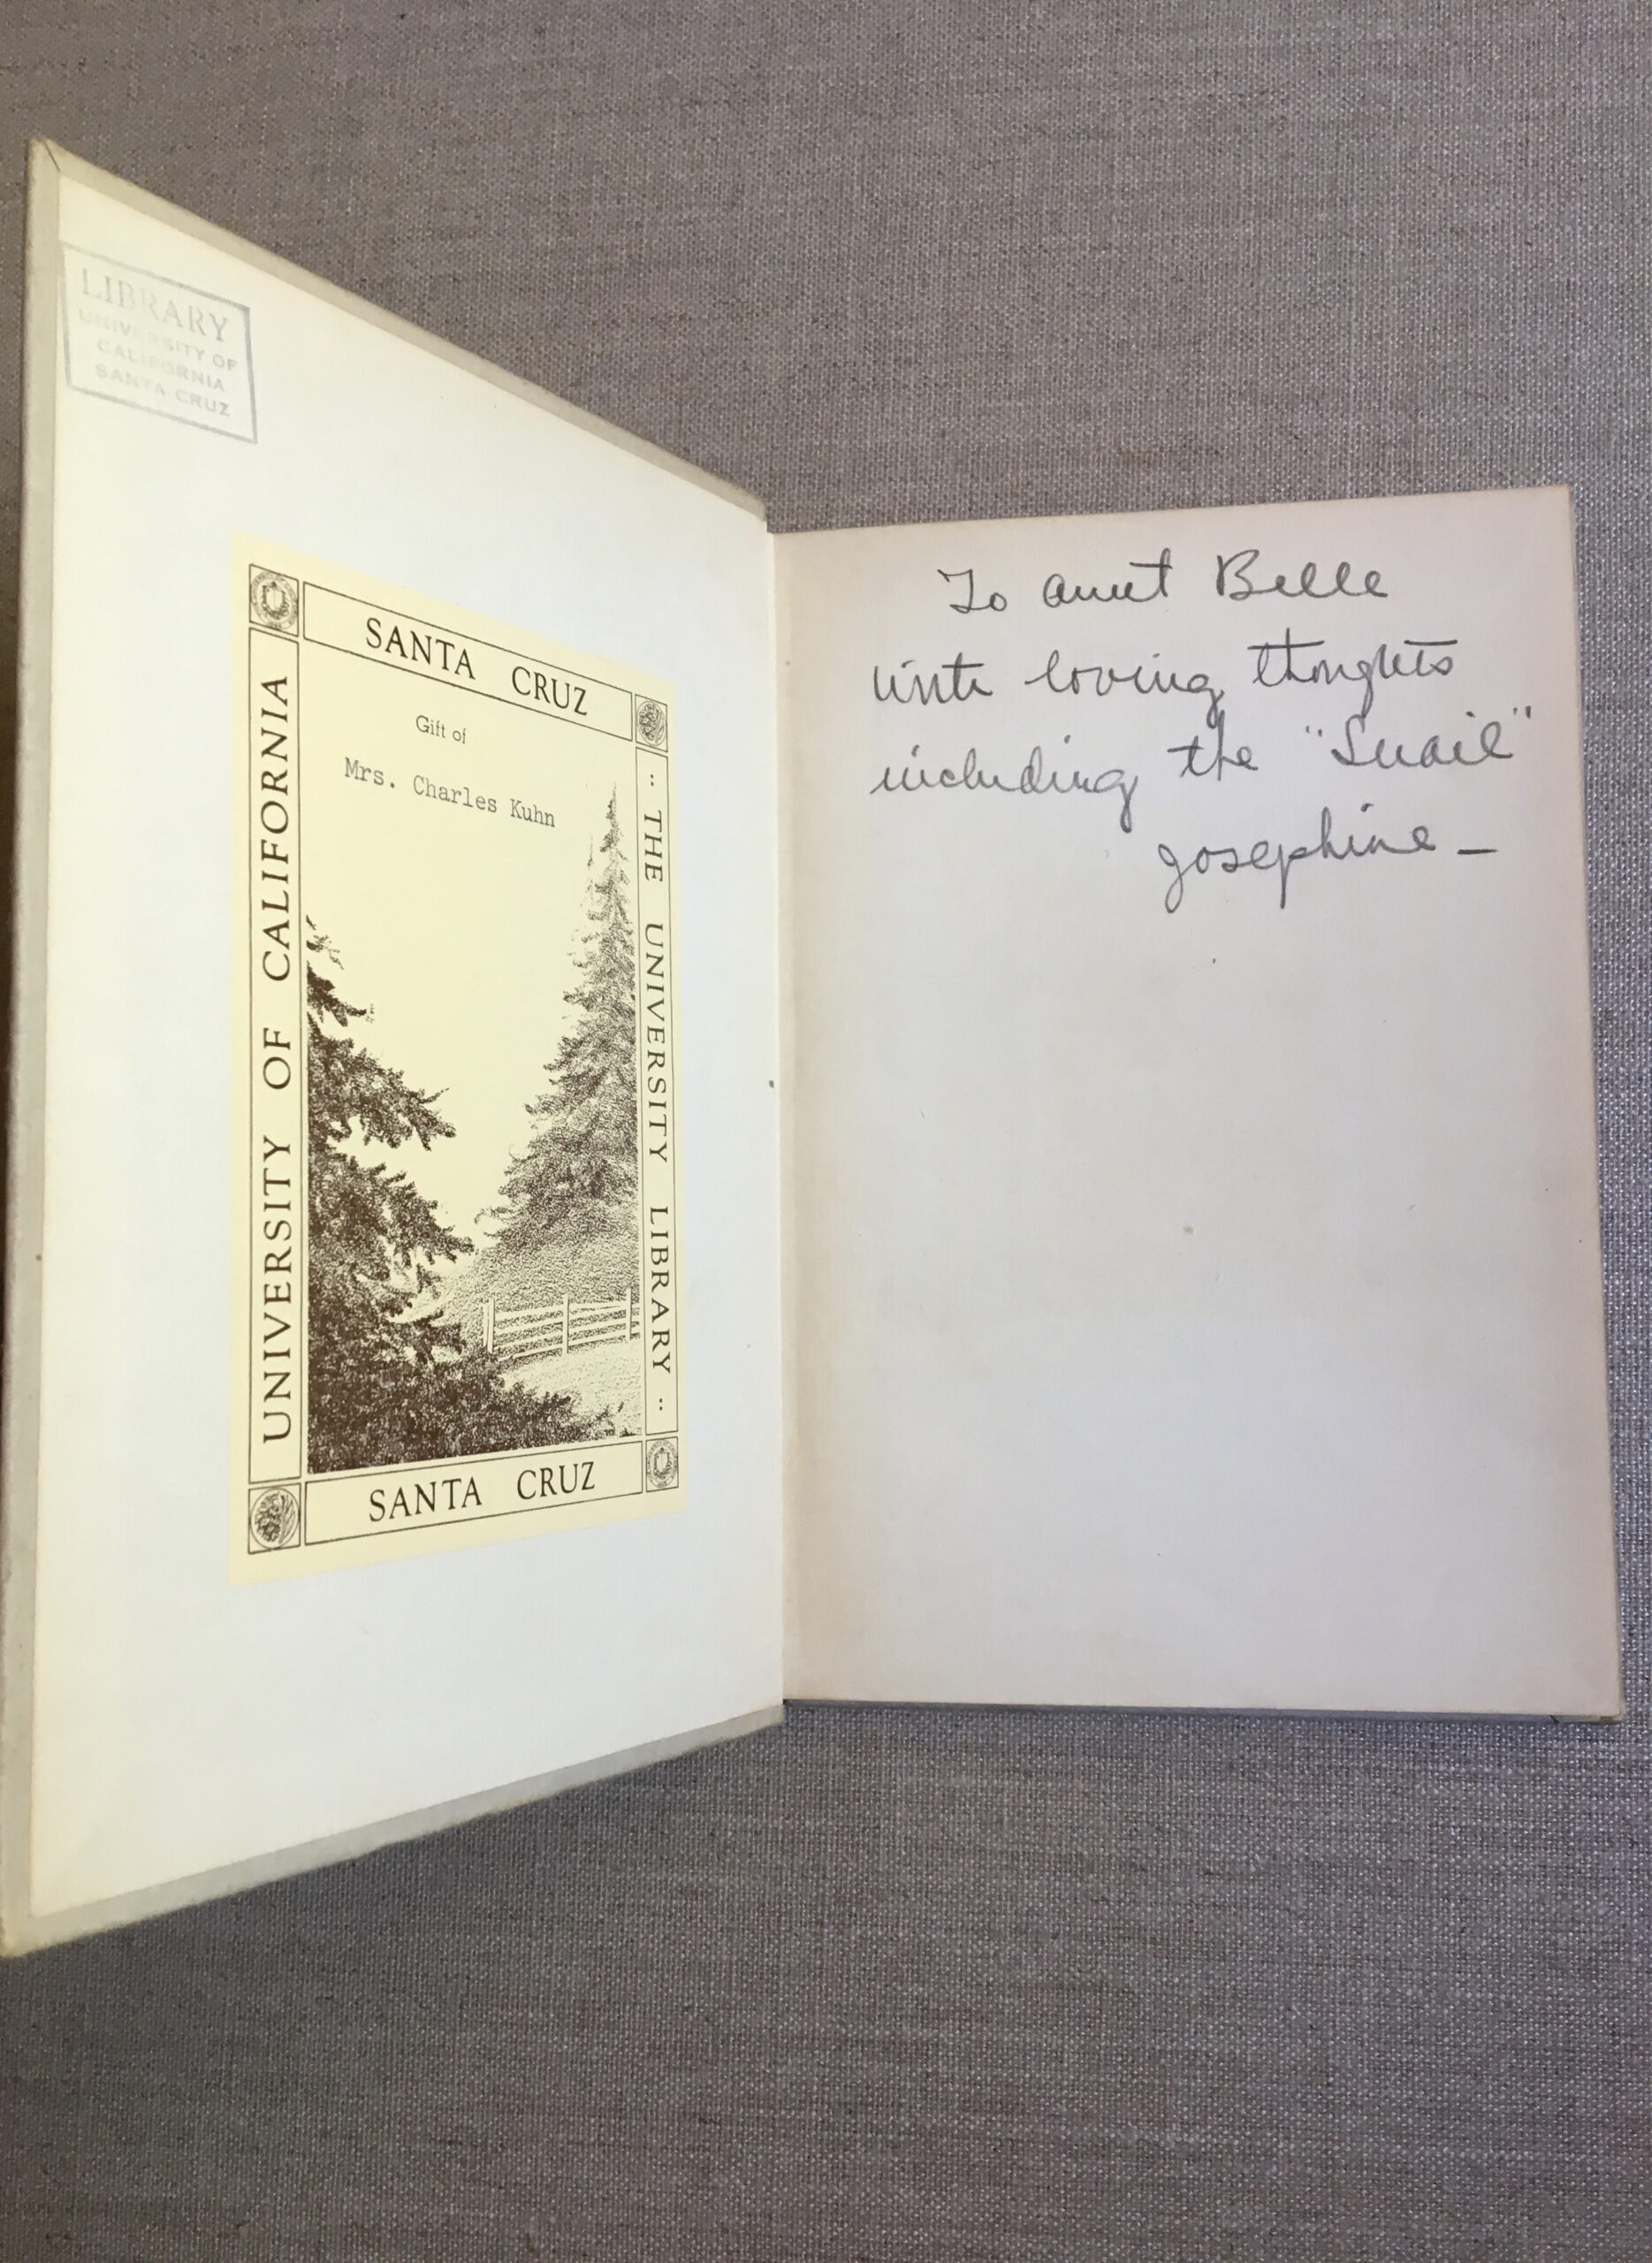 LIBRARY
UNIVERSITY OF
CALIFORNIA
SANTA CRUZ
SANTA CRUZ
Gift of
Mrs. Charles Kuhn
UNIVERSITY OF CALIFORNIA
:: THE UNIVERSITY LIBRARY ::
SANTA CRUZ
To Aunt Belle
with loving thoughts
including the "Snail"
Josephine —